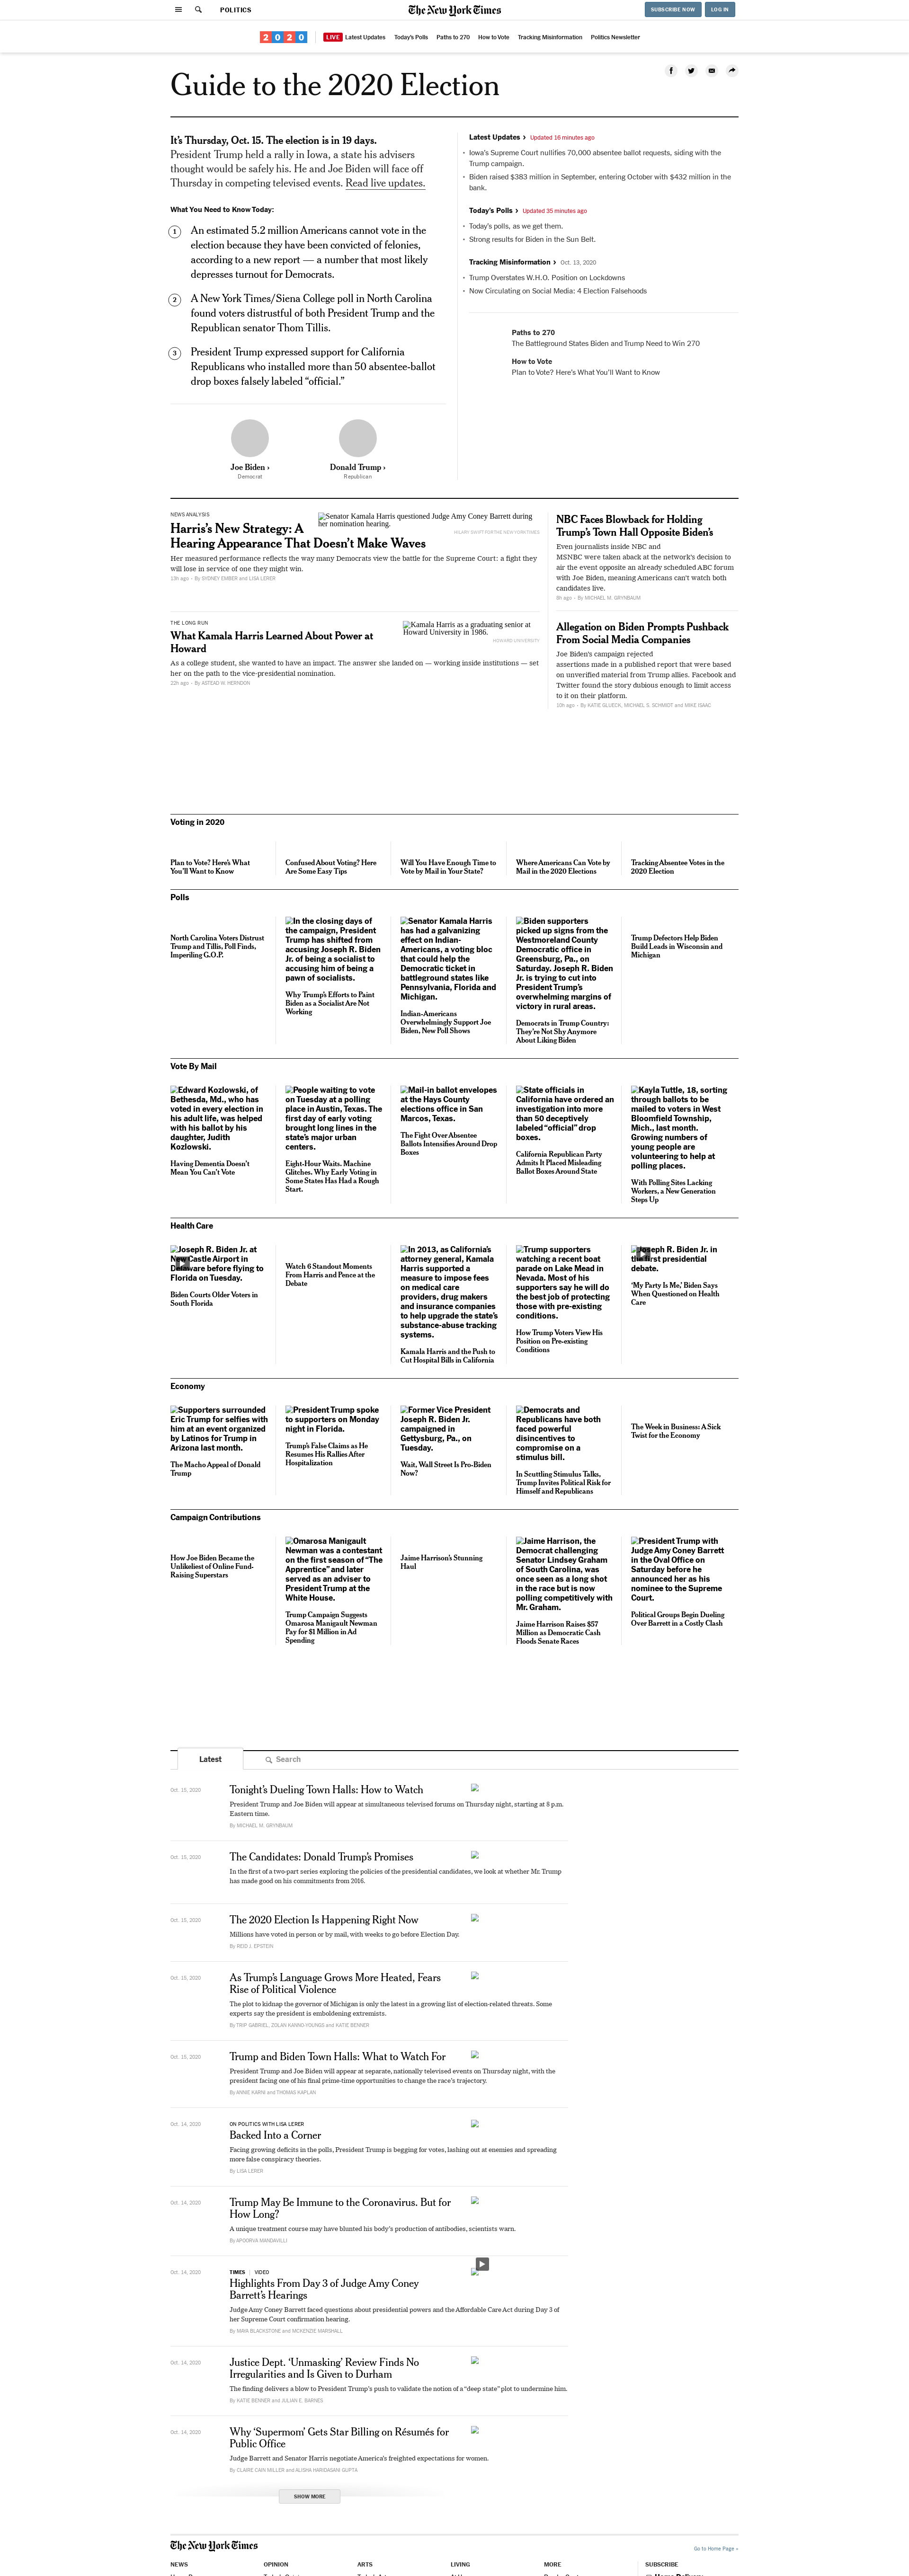 POLITICS
The New York Times
SUBSCRIBE NOW
LOG IN
2020
LIVE Latest Updates
Today's Polls
Paths to 270
How to Vote
Tracking Misinformation
Politics Newsletter
Guide to the 2020 Election
It's Thursday, Oct. 15. The election is in 19 days.
President Trump held a rally in Iowa, a state his advisers
thought would be safely his. He and Joe Biden will face off
Thursday in competing televised events. Read live updates.
What You Need to Know Today:
1
An estimated 5.2 million Americans cannot vote in the
election because they have been convicted of felonies,
according to a new report — a number that most likely
depresses turnout for Democrats.
2
A New York Times/Siena College poll in North Carolina
found voters distrustful of both President Trump and the
Republican senator Thom Tillis.
3
President Trump expressed support for California
Republicans who installed more than 50 absentee-ballot
drop boxes falsely labeled “official.”
Joe Biden ›
Democrat
Donald Trump ›
Republican
Latest Updates › Updated 16 minutes ago
• Iowa's Supreme Court nullifies 70,000 absentee ballot requests, siding with the
Trump campaign.
• Biden raised $383 million in September, entering October with $432 million in the
bank.
Today's Polls › Updated 35 minutes ago
• Today's polls, as we get them.
• Strong results for Biden in the Sun Belt.
Tracking Misinformation › Oct. 13, 2020
• Trump Overstates W.H.O. Position on Lockdowns
• Now Circulating on Social Media: 4 Election Falsehoods
Paths to 270
The Battleground States Biden and Trump Need to Win 270
How to Vote
Plan to Vote? Here's What You'll Want to Know
NEWS ANALYSIS
Harris's New Strategy: A
Hearing Appearance That Doesn't Make Waves
Senator Kamala Harris questioned Judge Amy Coney Barrett during
her nomination hearing.
HILARY SWIFT FOR THE NEW YORK TIMES
Her measured performance reflects the way many Democrats view the battle for the Supreme Court: a fight they
will lose in service of one they might win.
13h ago - By SYDNEY EMBER and LISA LERER
THE LONG RUN
What Kamala Harris Learned About Power at
Howard
Kamala Harris as a graduating senior at
Howard University in 1986.
HOWARD UNIVERSITY
As a college student, she wanted to have an impact. The answer she landed on — working inside institutions — set
her on the path to the vice-presidential nomination.
22h ago - By ASTEAD W. HERNDON
NBC Faces Blowback for Holding
Trump's Town Hall Opposite Biden's
Even journalists inside NBC and
MSNBC were taken aback at the network's decision to
air the event opposite an already scheduled ABC forum
with Joe Biden, meaning Americans can't watch both
candidates live.
8h ago - By MICHAEL M. GRYNBAUM
Allegation on Biden Prompts Pushback
From Social Media Companies
Joe Biden's campaign rejected
assertions made in a published report that were based
on unverified material from Trump allies. Facebook and
Twitter found the story dubious enough to limit access
to it on their platform.
10h ago - By KATIE GLUECK, MICHAEL S. SCHMIDT and MIKE ISAAC
Voting in 2020
Plan to Vote? Here's What
You'll Want to Know
Confused About Voting? Here
Are Some Easy Tips
Will You Have Enough Time to
Vote by Mail in Your State?
Where Americans Can Vote by
Mail in the 2020 Elections
Tracking Absentee Votes in the
2020 Election
Polls
North Carolina Voters Distrust
Trump and Tillis, Poll Finds,
Imperiling G.O.P.
In the closing days of
the campaign, President
Trump has shifted from
accusing Joseph R. Biden
Jr. of being a socialist to
accusing him of being a
pawn of socialists.
Why Trump's Efforts to Paint
Biden as a Socialist Are Not
Working
Senator Kamala Harris
has had a galvanizing
effect on Indian-
Americans, a voting bloc
that could help the
Democratic ticket in
battleground states like
Pennsylvania, Florida and
Michigan.
Indian-Americans
Overwhelmingly Support Joe
Biden, New Poll Shows
Biden supporters
picked up signs from the
Westmoreland County
Democratic office in
Greensburg, Pa., on
Saturday. Joseph R. Biden
Jr. is trying to cut into
President Trump's
overwhelming margins of
victory in rural areas.
Democrats in Trump Country:
They're Not Shy Anymore
About Liking Biden
Trump Defectors Help Biden
Build Leads in Wisconsin and
Michigan
Vote By Mail
Edward Kozlowski, of
Bethesda, Md., who has
voted in every election in
his adult life, was helped
with his ballot by his
daughter, Judith
Kozlowski.
Having Dementia Doesn't
Mean You Can't Vote
People waiting to vote
on Tuesday at a polling
place in Austin, Texas. The
first day of early voting
brought long lines in the
state's major urban
centers.
Eight-Hour Waits. Machine
Glitches. Why Early Voting in
Some States Has Had a Rough
Start.
Mail-in ballot envelopes
at the Hays County
elections office in San
Marcos, Texas.
The Fight Over Absentee
Ballots Intensifies Around Drop
Boxes
State officials in
California have ordered an
investigation into more
than 50 deceptively
labeled “official” drop
boxes.
California Republican Party
Admits It Placed Misleading
Ballot Boxes Around State
Kayla Tuttle, 18, sorting
through ballots to be
mailed to voters in West
Bloomfield Township,
Mich., last month.
Growing numbers of
young people are
volunteering to help at
polling places.
With Polling Sites Lacking
Workers, a New Generation
Steps Up
Health Care
Joseph R. Biden Jr. at
New Castle Airport in
Delaware before flying to
Florida on Tuesday.
Biden Courts Older Voters in
South Florida
Watch 6 Standout Moments
From Harris and Pence at the
Debate
In 2013, as California's
attorney general, Kamala
Harris supported a
measure to impose fees
on medical care
providers, drug makers
and insurance companies
to help upgrade the state's
substance-abuse tracking
systems.
Kamala Harris and the Push to
Cut Hospital Bills in California
Trump supporters
watching a recent boat
parade on Lake Mead in
Nevada. Most of his
supporters say he will do
the best job of protecting
those with pre-existing
conditions.
How Trump Voters View His
Position on Pre-existing
Conditions
Joseph R. Biden Jr. in
the first presidential
debate.
‘My Party Is Me,’ Biden Says
When Questioned on Health
Care
Economy
Supporters surrounded
Eric Trump for selfies with
him at an event organized
by Latinos for Trump in
Arizona last month.
The Macho Appeal of Donald
Trump
President Trump spoke
to supporters on Monday
night in Florida.
Trump's False Claims as He
Resumes His Rallies After
Hospitalization
Former Vice President
Joseph R. Biden Jr.
campaigned in
Gettysburg, Pa., on
Tuesday.
Wait, Wall Street Is Pro-Biden
Now?
Democrats and
Republicans have both
faced powerful
disincentives to
compromise on a
stimulus bill.
In Scuttling Stimulus Talks,
Trump Invites Political Risk for
Himself and Republicans
The Week in Business: A Sick
Twist for the Economy
Campaign Contributions
How Joe Biden Became the
Unlikeliest of Online Fund-
Raising Superstars
Omarosa Manigault
Newman was a contestant
on the first season of “The
Apprentice” and later
served as an adviser to
President Trump at the
White House.
Trump Campaign Suggests
Omarosa Manigault Newman
Pay for $1 Million in Ad
Spending
Jaime Harrison's Stunning
Haul
Jaime Harrison, the
Democrat challenging
Senator Lindsey Graham
of South Carolina, was
once seen as a long shot
in the race but is now
polling competitively with
Mr. Graham.
Jaime Harrison Raises $57
Million as Democratic Cash
Floods Senate Races
President Trump with
Judge Amy Coney Barrett
in the Oval Office on
Saturday before he
announced her as his
nominee to the Supreme
Court.
Political Groups Begin Dueling
Over Barrett in a Costly Clash
Latest
Search
Oct. 15, 2020
Tonight's Dueling Town Halls: How to Watch
President Trump and Joe Biden will appear at simultaneous televised forums on Thursday night, starting at 8 p.m.
Eastern time.
By MICHAEL M. GRYNBAUM
Oct. 15, 2020
The Candidates: Donald Trump's Promises
In the first of a two-part series exploring the policies of the presidential candidates, we look at whether Mr. Trump
has made good on his commitments from 2016.
Oct. 15, 2020
The 2020 Election Is Happening Right Now
Millions have voted in person or by mail, with weeks to go before Election Day.
By REID J. EPSTEIN
Oct. 15, 2020
As Trump's Language Grows More Heated, Fears
Rise of Political Violence
The plot to kidnap the governor of Michigan is only the latest in a growing list of election-related threats. Some
experts say the president is emboldening extremists.
By TRIP GABRIEL, ZOLAN KANNO-YOUNGS and KATIE BENNER
Oct. 15, 2020
Trump and Biden Town Halls: What to Watch For
President Trump and Joe Biden will appear at separate, nationally televised events on Thursday night, with the
president facing one of his final prime-time opportunities to change the race's trajectory.
By ANNIE KARNI and THOMAS KAPLAN
Oct. 14, 2020
ON POLITICS WITH LISA LERER
Backed Into a Corner
Facing growing deficits in the polls, President Trump is begging for votes, lashing out at enemies and spreading
more false conspiracy theories.
By LISA LERER
Oct. 14, 2020
Trump May Be Immune to the Coronavirus. But for
How Long?
A unique treatment course may have blunted his body's production of antibodies, scientists warn.
By APOORVA MANDAVILLI
Oct. 14, 2020
TIMES | VIDEO
Highlights From Day 3 of Judge Amy Coney
Barrett's Hearings
Judge Amy Coney Barrett faced questions about presidential powers and the Affordable Care Act during Day 3 of
her Supreme Court confirmation hearing.
By MAYA BLACKSTONE and MCKENZIE MARSHALL
Oct. 14, 2020
Justice Dept. ‘Unmasking’ Review Finds No
Irregularities and Is Given to Durham
The finding delivers a blow to President Trump's push to validate the notion of a “deep state” plot to undermine him.
By KATIE BENNER and JULIAN E. BARNES
Oct. 14, 2020
Why ‘Supermom’ Gets Star Billing on Résumés for
Public Office
Judge Barrett and Senator Harris negotiate America's freighted expectations for women.
By CLAIRE CAIN MILLER and ALISHA HARIDASANI GUPTA
SHOW MORE
The New York Times
Go to Home Page »
NEWS
OPINION
ARTS
LIVING
MORE
SUBSCRIBE